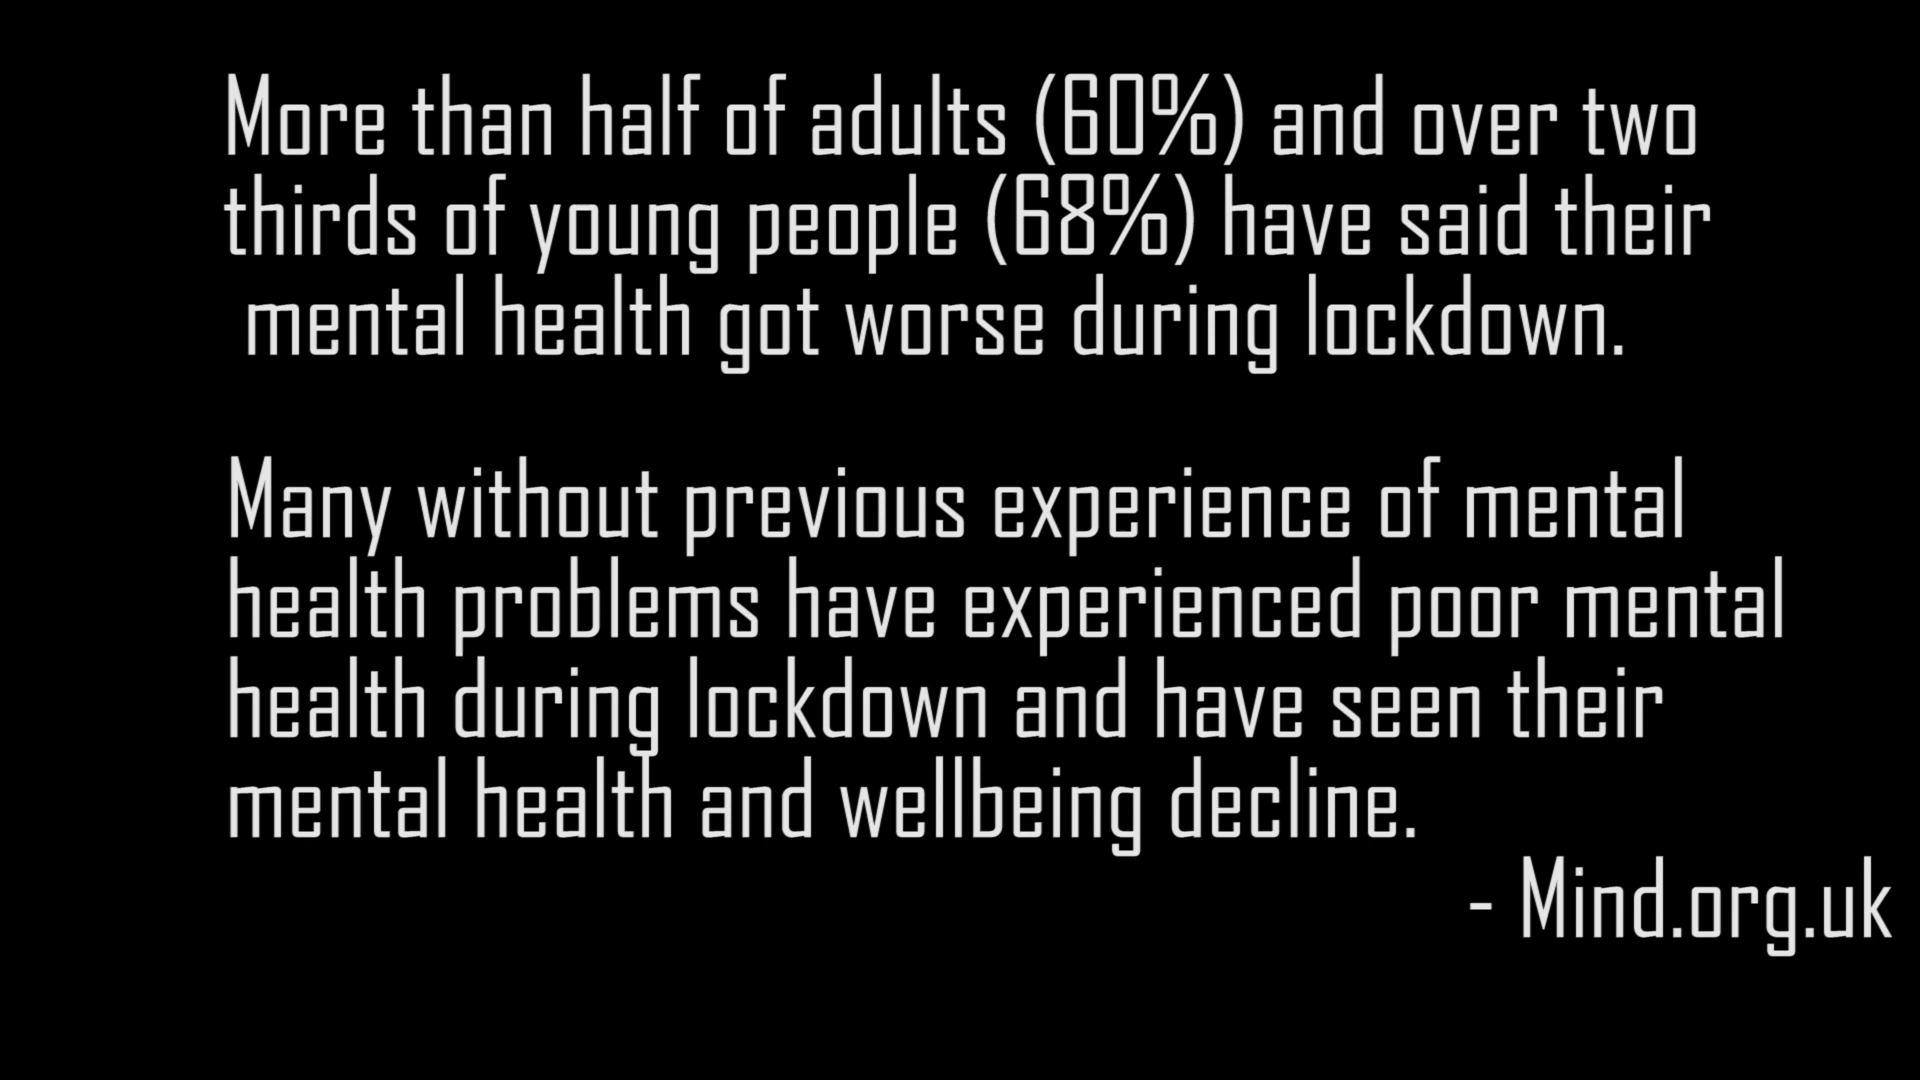 More than half of adults (60%) and over two
thirds of young people (68%) have said their
mental health got worse during lockdown.
Many without previous experience of mental
health problems have experienced poor mental
health during lockdown and have seen their
mental health and wellbeing decline.
- Mind.org.uk